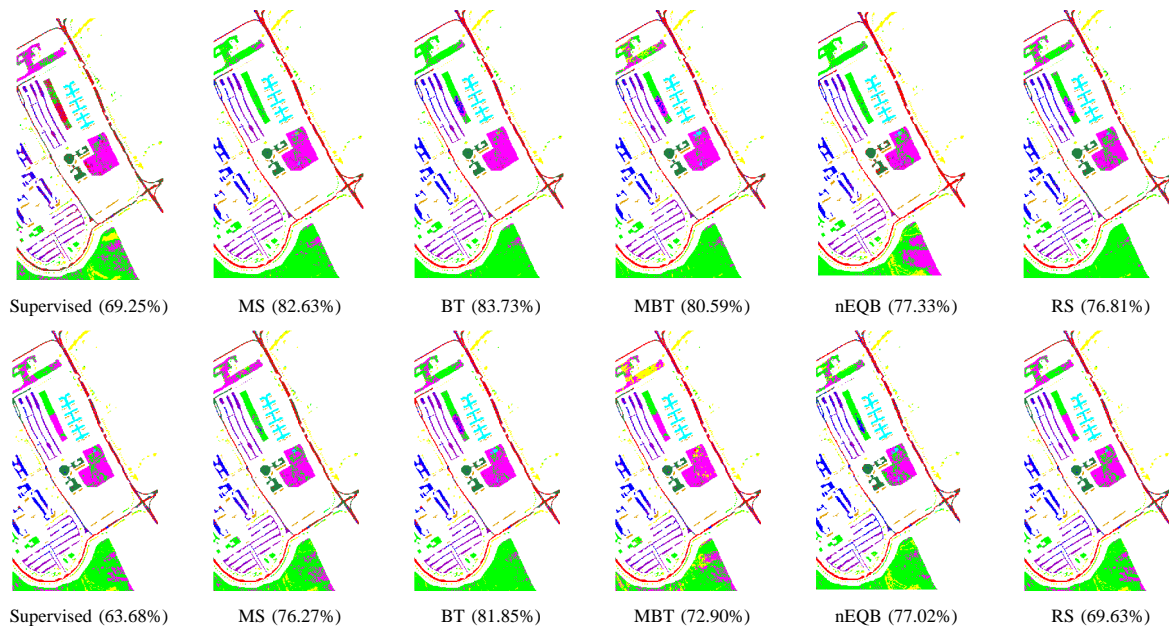 Supervised (69.25%) MS (82.63%) BT (83.73%) MBT (80.59%) nEQB (77.33%) RS (76.81%)
Supervised (63.68%) MS (76.27%) BT (81.85%) MBT (72.90%) nEQB (77.02%) RS (69.63%)